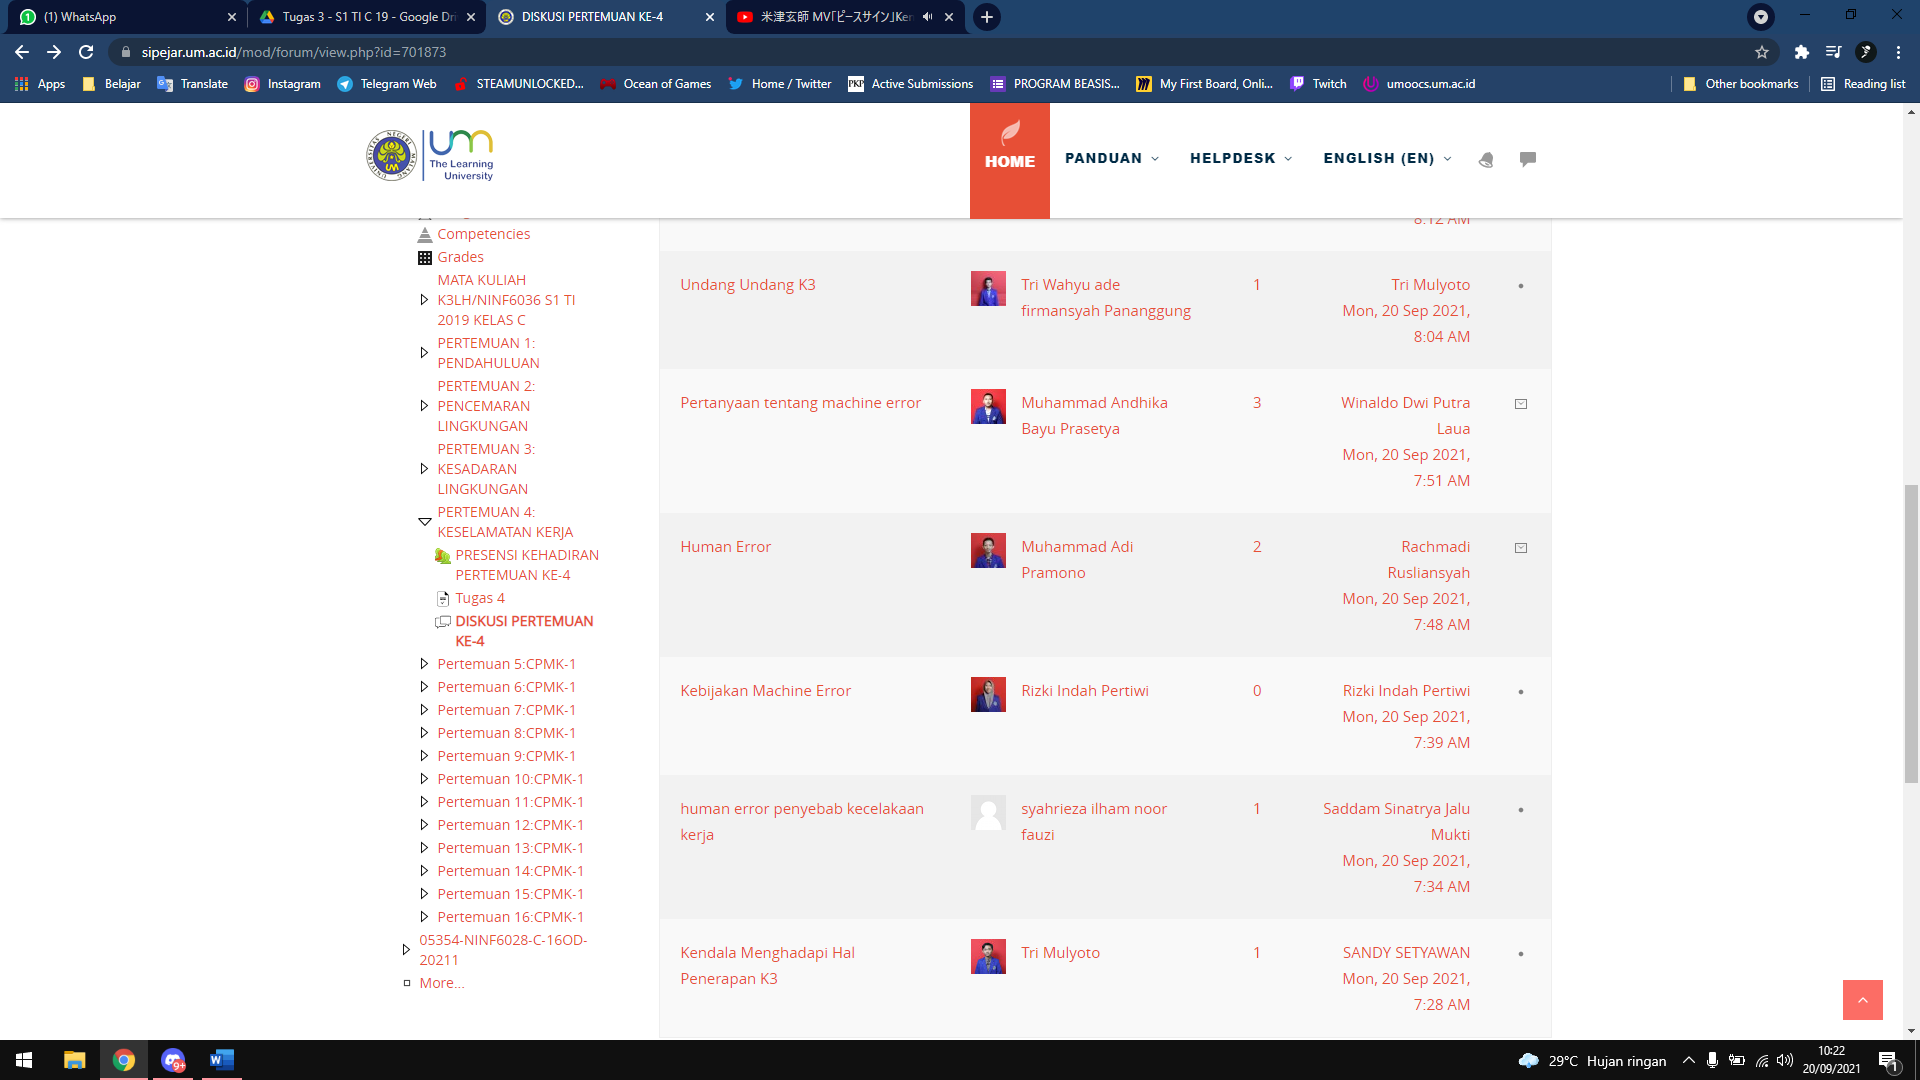 (1) WhatsApp
Tugas 3 - S1 TI C 19 - Google Dri
DISKUSI PERTEMUAN KE-4
米津玄師 MV「ピースサイン」Ken
sipejar.um.ac.id/mod/forum/view.php?id=701873
Apps
Belajar
Translate
Instagram
Telegram Web
STEAMUNLOCKED...
Ocean of Games
Home / Twitter
PKP
Active Submissions
PROGRAM BEASIS...
My First Board, Onli...
Twitch
umoocs.um.ac.id
Other bookmarks
Reading list
UNIVERSITAS NEGERI MALANG
UM
um
The Learning
University
HOME
PANDUAN
HELPDESK
ENGLISH (EN)
Competencies
Grades
MATA KULIAH
K3LH/NINF6036 S1 TI
2019 KELAS C
PERTEMUAN 1:
PENDAHULUAN
PERTEMUAN 2:
PENCEMARAN
LINGKUNGAN
PERTEMUAN 3:
KESADARAN
LINGKUNGAN
PERTEMUAN 4:
KESELAMATAN KERJA
PRESENSI KEHADIRAN
PERTEMUAN KE-4
Tugas 4
DISKUSI PERTEMUAN
KE-4
Pertemuan 5:CPMK-1
Pertemuan 6:CPMK-1
Pertemuan 7:CPMK-1
Pertemuan 8:CPMK-1
Pertemuan 9:CPMK-1
Pertemuan 10:CPMK-1
Pertemuan 11:CPMK-1
Pertemuan 12:CPMK-1
Pertemuan 13:CPMK-1
Pertemuan 14:CPMK-1
Pertemuan 15:CPMK-1
Pertemuan 16:CPMK-1
05354-NINF6028-C-16OD-
20211
More...
8:12 AM
Undang Undang K3
Tri Wahyu ade
firmansyah Pananggung
1
Tri Mulyoto
Mon, 20 Sep 2021,
8:04 AM
Pertanyaan tentang machine error
Muhammad Andhika
Bayu Prasetya
3
Winaldo Dwi Putra
Laua
Mon, 20 Sep 2021,
7:51 AM
Human Error
Muhammad Adi
Pramono
2
Rachmadi
Rusliansyah
Mon, 20 Sep 2021,
7:48 AM
Kebijakan Machine Error
Rizki Indah Pertiwi
0
Rizki Indah Pertiwi
Mon, 20 Sep 2021,
7:39 AM
human error penyebab kecelakaan
kerja
syahrieza ilham noor
fauzi
1
Saddam Sinatrya Jalu
Mukti
Mon, 20 Sep 2021,
7:34 AM
Kendala Menghadapi Hal
Penerapan K3
Tri Mulyoto
1
SANDY SETYAWAN
Mon, 20 Sep 2021,
7:28 AM
9+
29°C Hujan ringan
10:22
20/09/2021
1